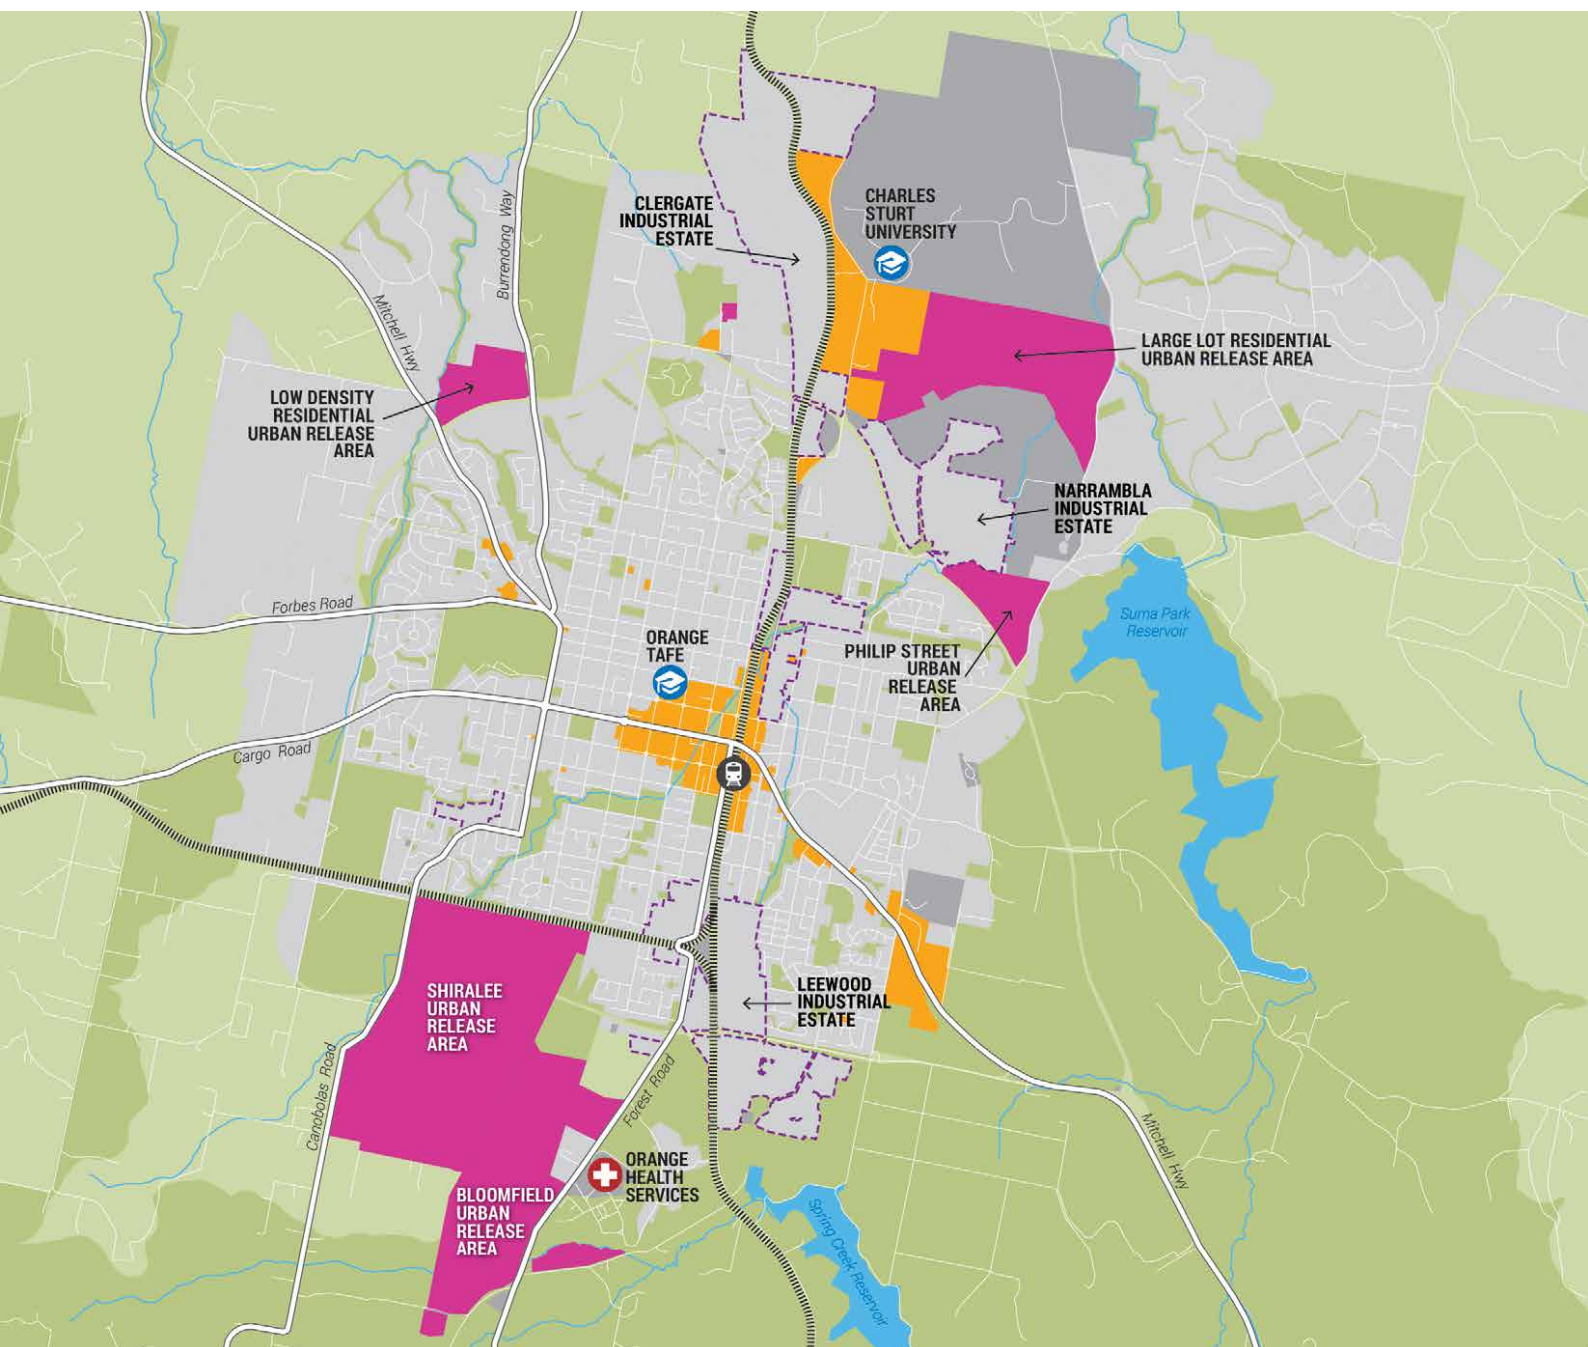 CHARLES
STURT
UNIVERSITY
CLERGATE
INDUSTRIAL
ESTATE
Burrendong Way
Mitchell Hwy
LARGE LOT RESIDENTIAL
URBAN RELEASE AREA
LOW DENSITY
RESIDENTIAL
URBAN RELEASE
AREA
NARRAMBLA
INDUSTRIAL
ESTATE
Forbes Road
Suma Park
Reservoir
ORANGE
TAFE
PHILIP STREET
URBAN
RELEASE
AREA
Cargo Road
SHIRALEE
URBAN
RELEASE
AREA
LEEWOOD
INDUSTRIAL
ESTATE
Canobolas Road
Forest Road
Mitchell Hwy
ORANGE
HEALTH
SERVICES
BLOOMFIELD
URBAN
RELEASE
AREA
Spring Creek Reservoir